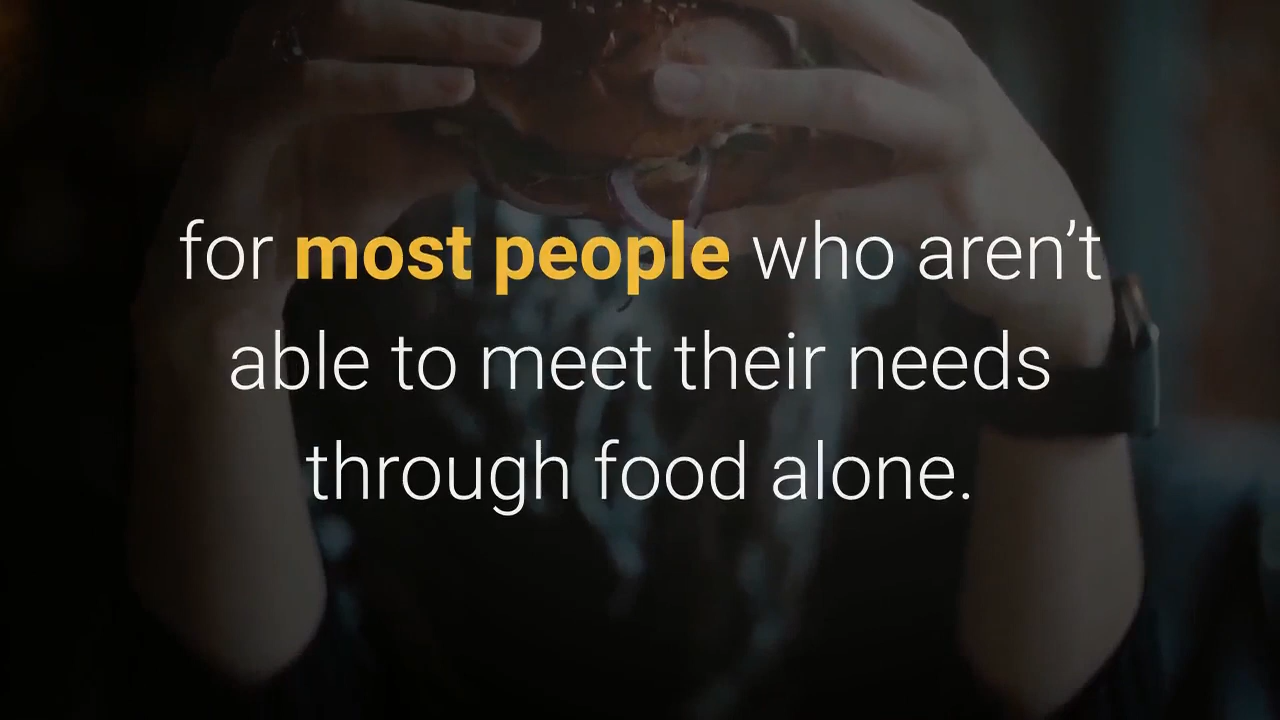 for most people who aren’t
able to meet their needs
through food alone.